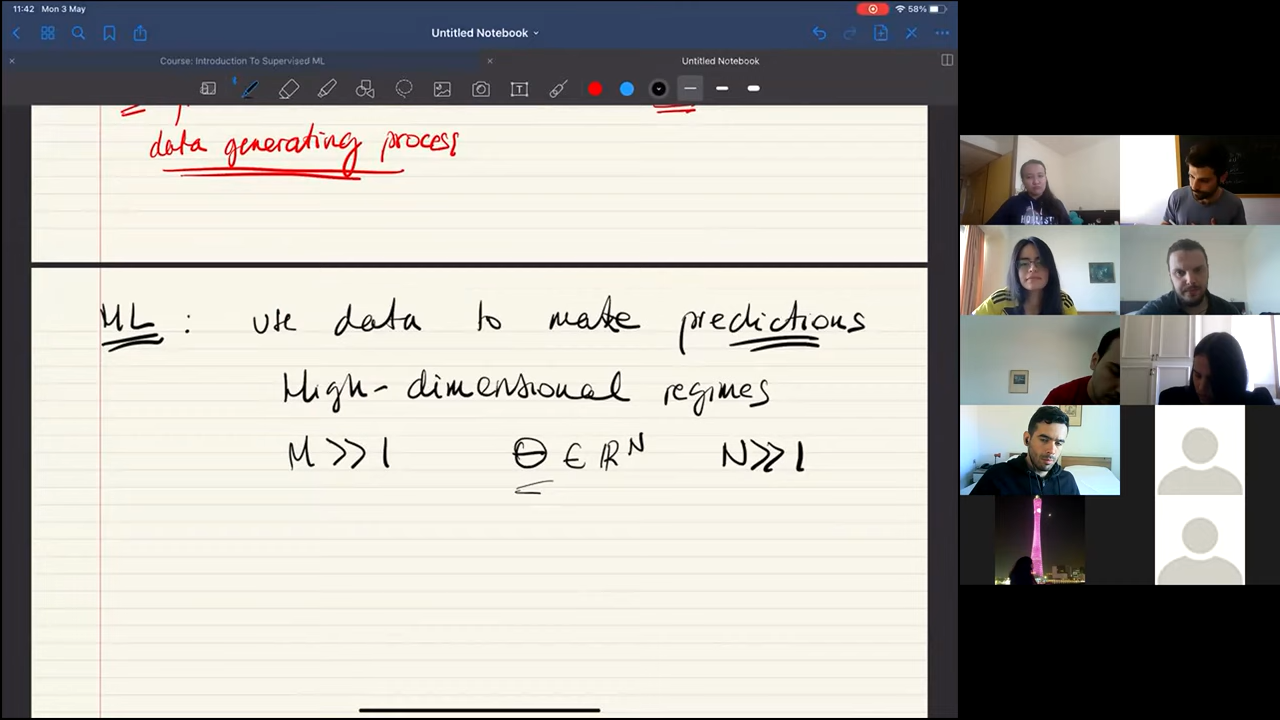 11:42 Mon 3 May
58%
Untitled Notebook
Course: Introduction To Supervised ML
Untitled Notebook
data generating process
ML : use data to make predictions
High-dimensional regimes
M >> 1 Θ ∈ ℝ^N N >> 1